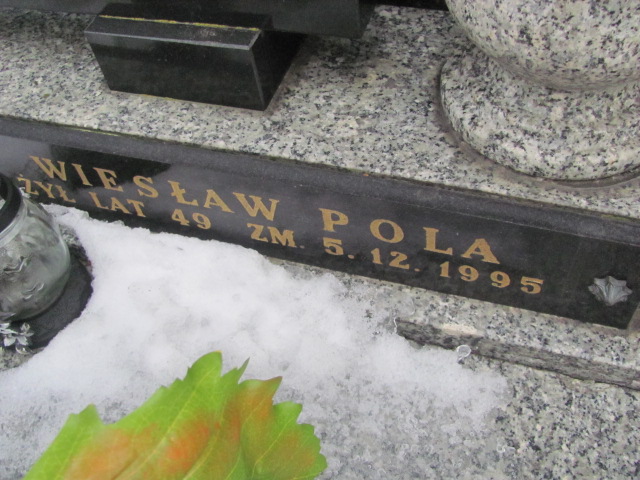 WIESŁAW POLA
ŻYŁ LAT 49 ZM. 5.12.1995